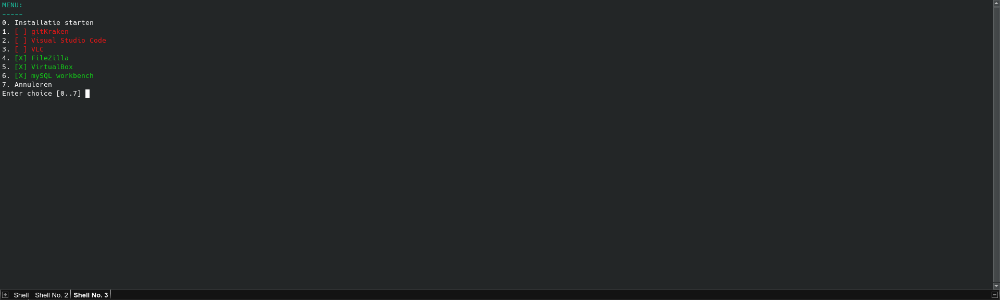 MENU:
-----
0. Installatie starten
1. [ ] gitKraken
2. [ ] Visual Studio Code
3. [ ] VLC
4. [X] FileZilla
5. [X] VirtualBox
6. [X] mySQL workbench
7. Annuleren
Enter choice [0..7]
Shell Shell No. 2 Shell No. 3